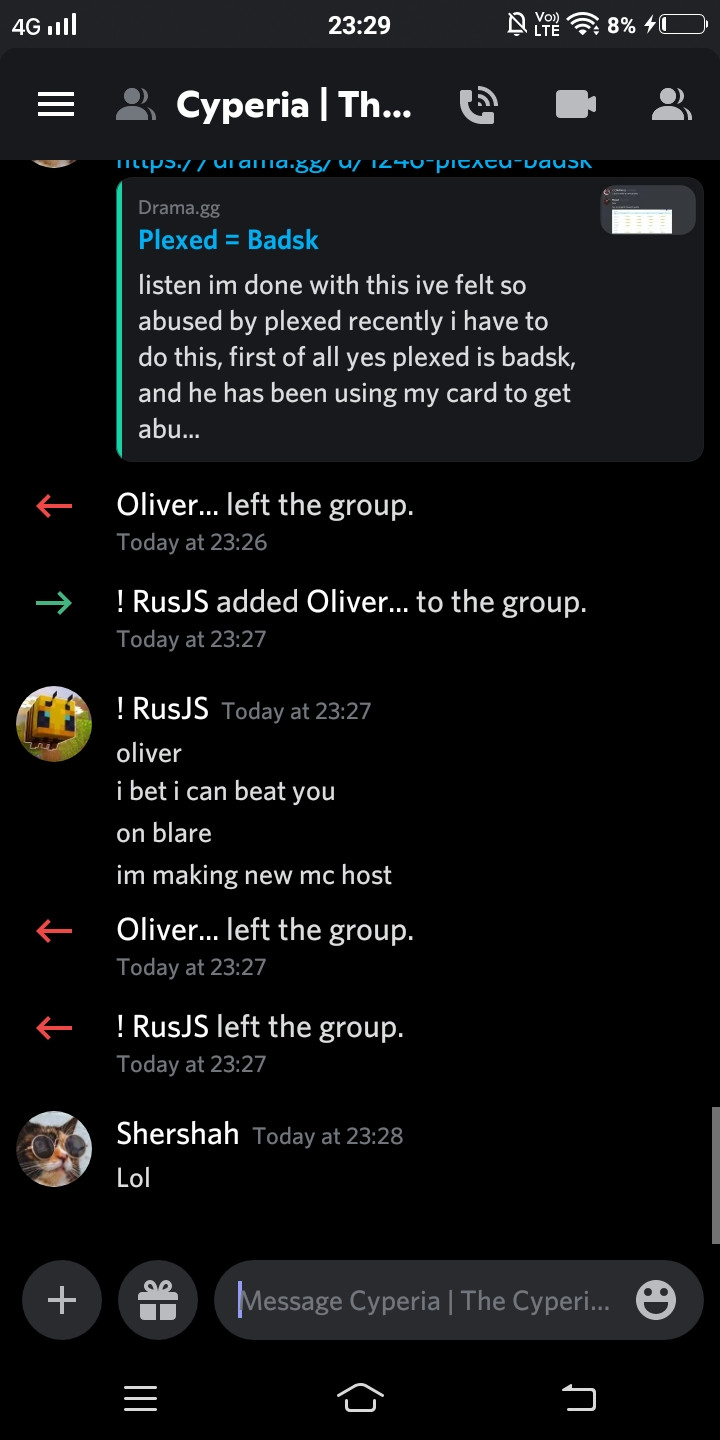 4G 23:29 Vo)) LTE 8%
Cyperia | Th...
https://drama.gg/d/1246-plexed-badsk
Drama.gg
Plexed = Badsk
listen im done with this ive felt so
abused by plexed recently i have to
do this, first of all yes plexed is badsk,
and he has been using my card to get
abu...
Oliver... left the group.
Today at 23:26
! RusJS added Oliver... to the group.
Today at 23:27
! RusJS Today at 23:27
oliver
i bet i can beat you
on blare
im making new mc host
Oliver... left the group.
Today at 23:27
! RusJS left the group.
Today at 23:27
Shershah Today at 23:28
Lol
Message Cyperia | The Cyperi...